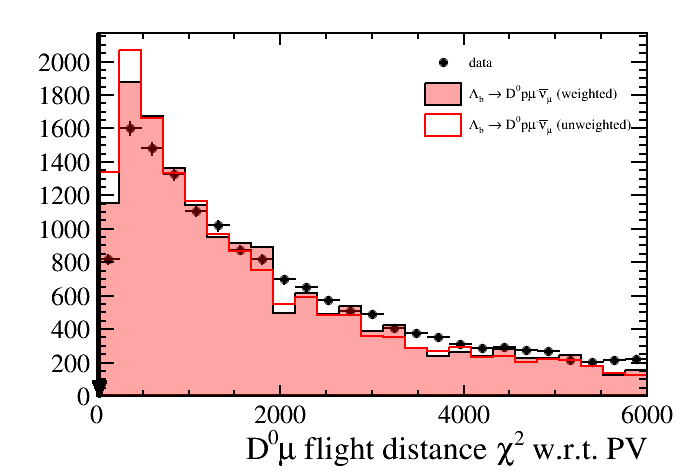 2000
1800
1600
1400
1200
1000
800
600
400
200
0
data
Λb → D⁰pμ ν̅μ (weighted)
Λb → D⁰pμ ν̅μ (unweighted)
0 2000 4000 6000
D⁰μ flight distance χ² w.r.t. PV